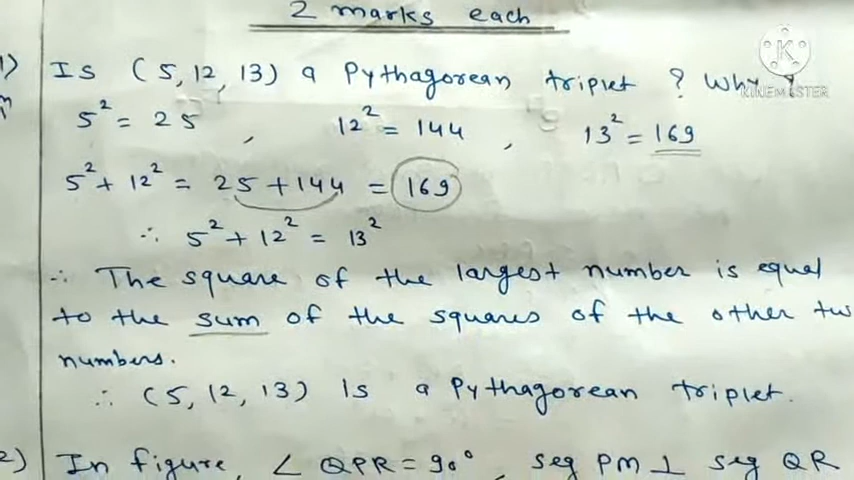 2 marks each
1) Is (5, 12, 13) a Pythagorean triplet ? Why ?
5² = 25 , 12² = 144 , 13² = 169
5² + 12² = 25 + 144 = 169
∴ 5² + 12² = 13²
∴ The square of the largest number is equal
to the sum of the squares of the other
numbers.
∴ (5, 12, 13) is a Pythagorean triplet.
2) In figure, ∠ QPR = 90° , seg PM ⊥ seg QR
KINEMASTER